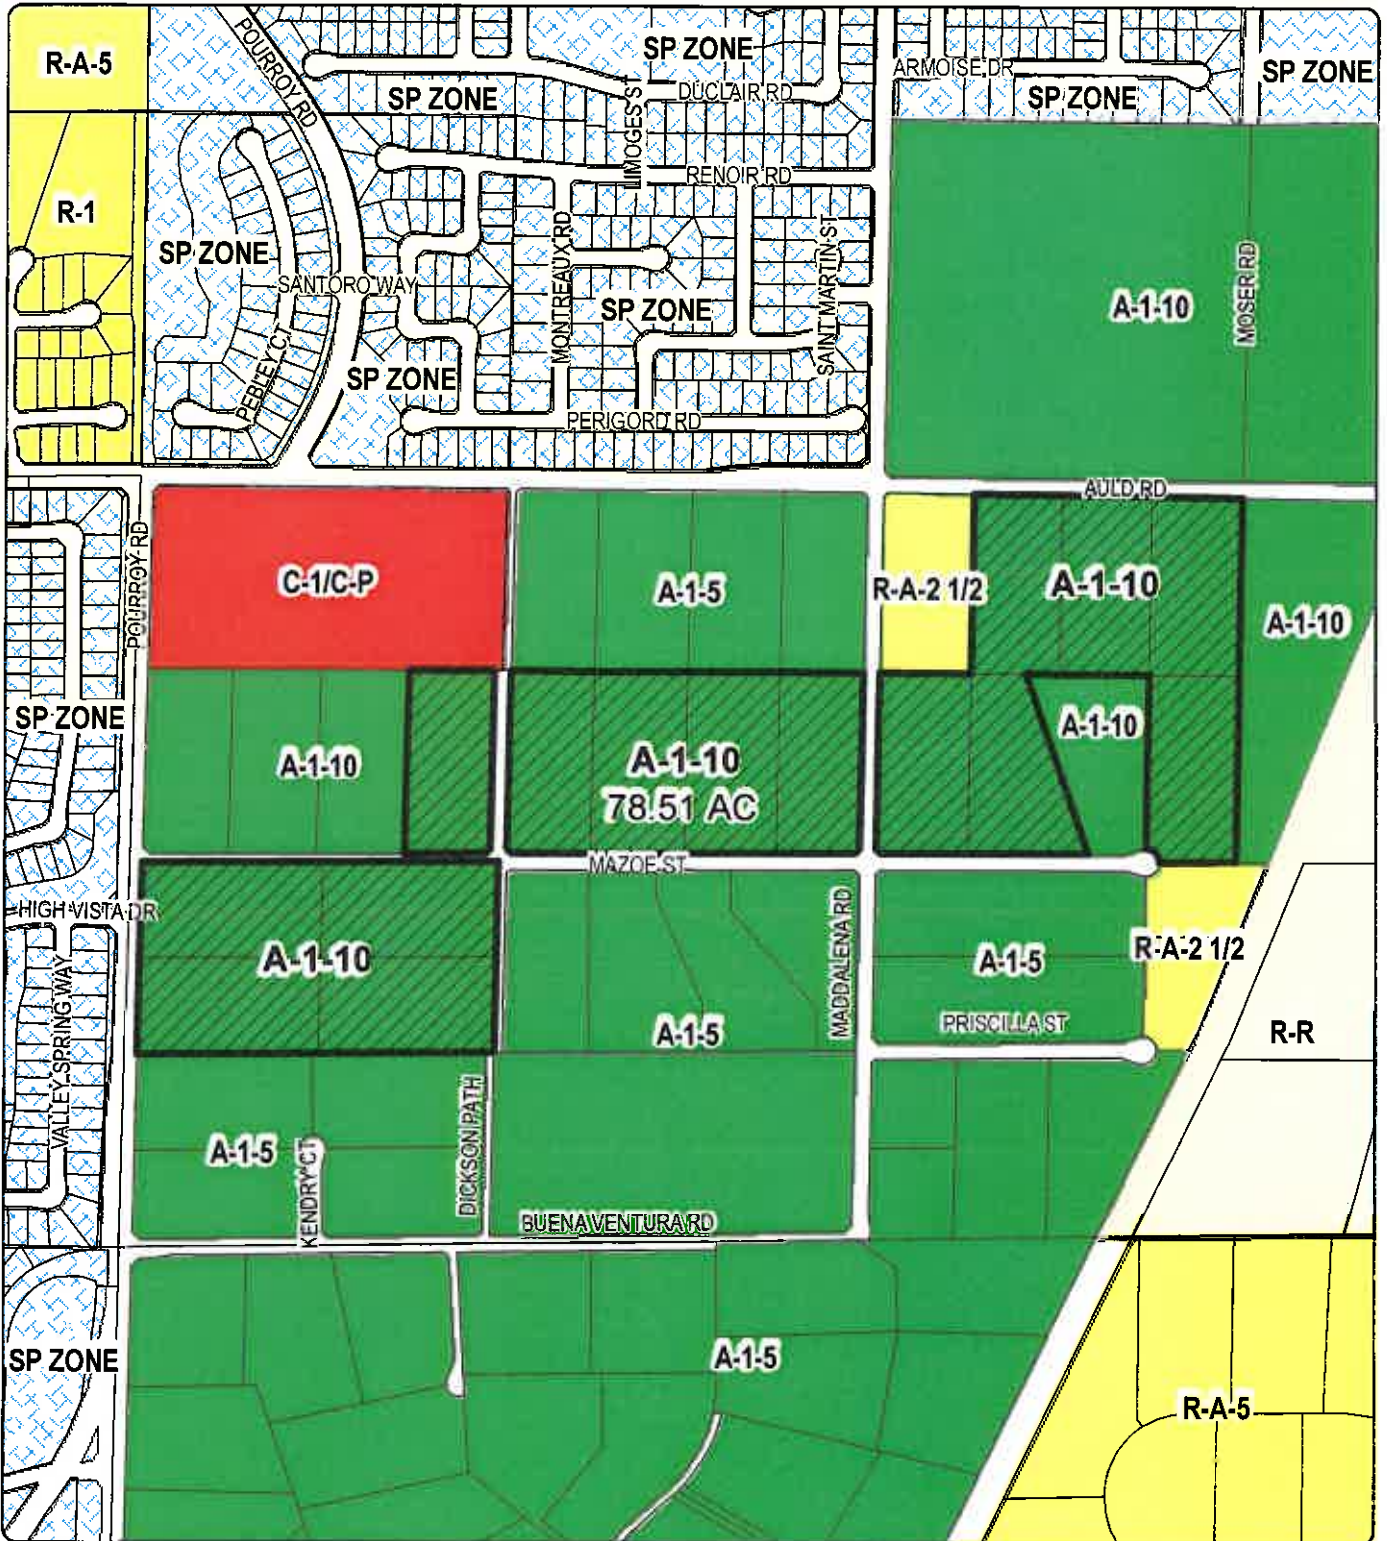 R-A-5
POURROY RD
SP ZONE
SP ZONE
DUCLAIR RD
LIMOGES ST
ARMOISE DR
SP ZONE
SP ZONE
R-1
SP ZONE
RENOIR RD
SANTORO WAY
MONTREAUX RD
SAINT MARTIN ST
SP ZONE
A-1-10
MOSER RD
PEBLEY CT
SP ZONE
PERIGORD RD
AULD RD
POURROY RD
C-1/C-P
A-1-5
R-A-2 1/2
A-1-10
A-1-10
SP ZONE
A-1-10
A-1-10
78.51 AC
A-1-10
MAZOE ST
HIGH VISTA DR
A-1-10
MADDALENA RD
A-1-5
R-A-2 1/2
VALLEY SPRING WAY
A-1-5
PRISCILLA ST
R-R
A-1-5
KENDRY CT
DICKSON PATH
BUENA VENTURA RD
SP ZONE
A-1-5
R-A-5